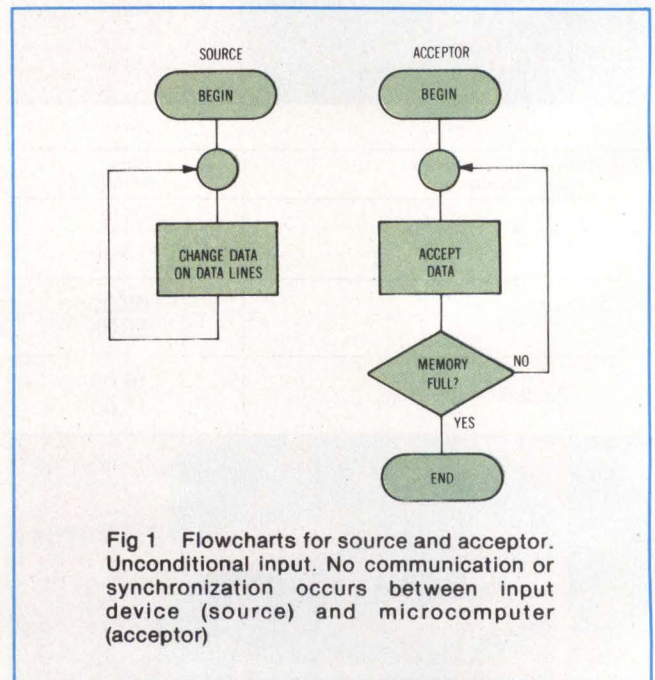 SOURCE
BEGIN
CHANGE DATA
ON DATA LINES
ACCEPTOR
BEGIN
ACCEPT
DATA
MEMORY
FULL?
NO
YES
END
Fig 1 Flowcharts for source and acceptor.
Unconditional input. No communication or
synchronization occurs between input
device (source) and microcomputer
(acceptor)